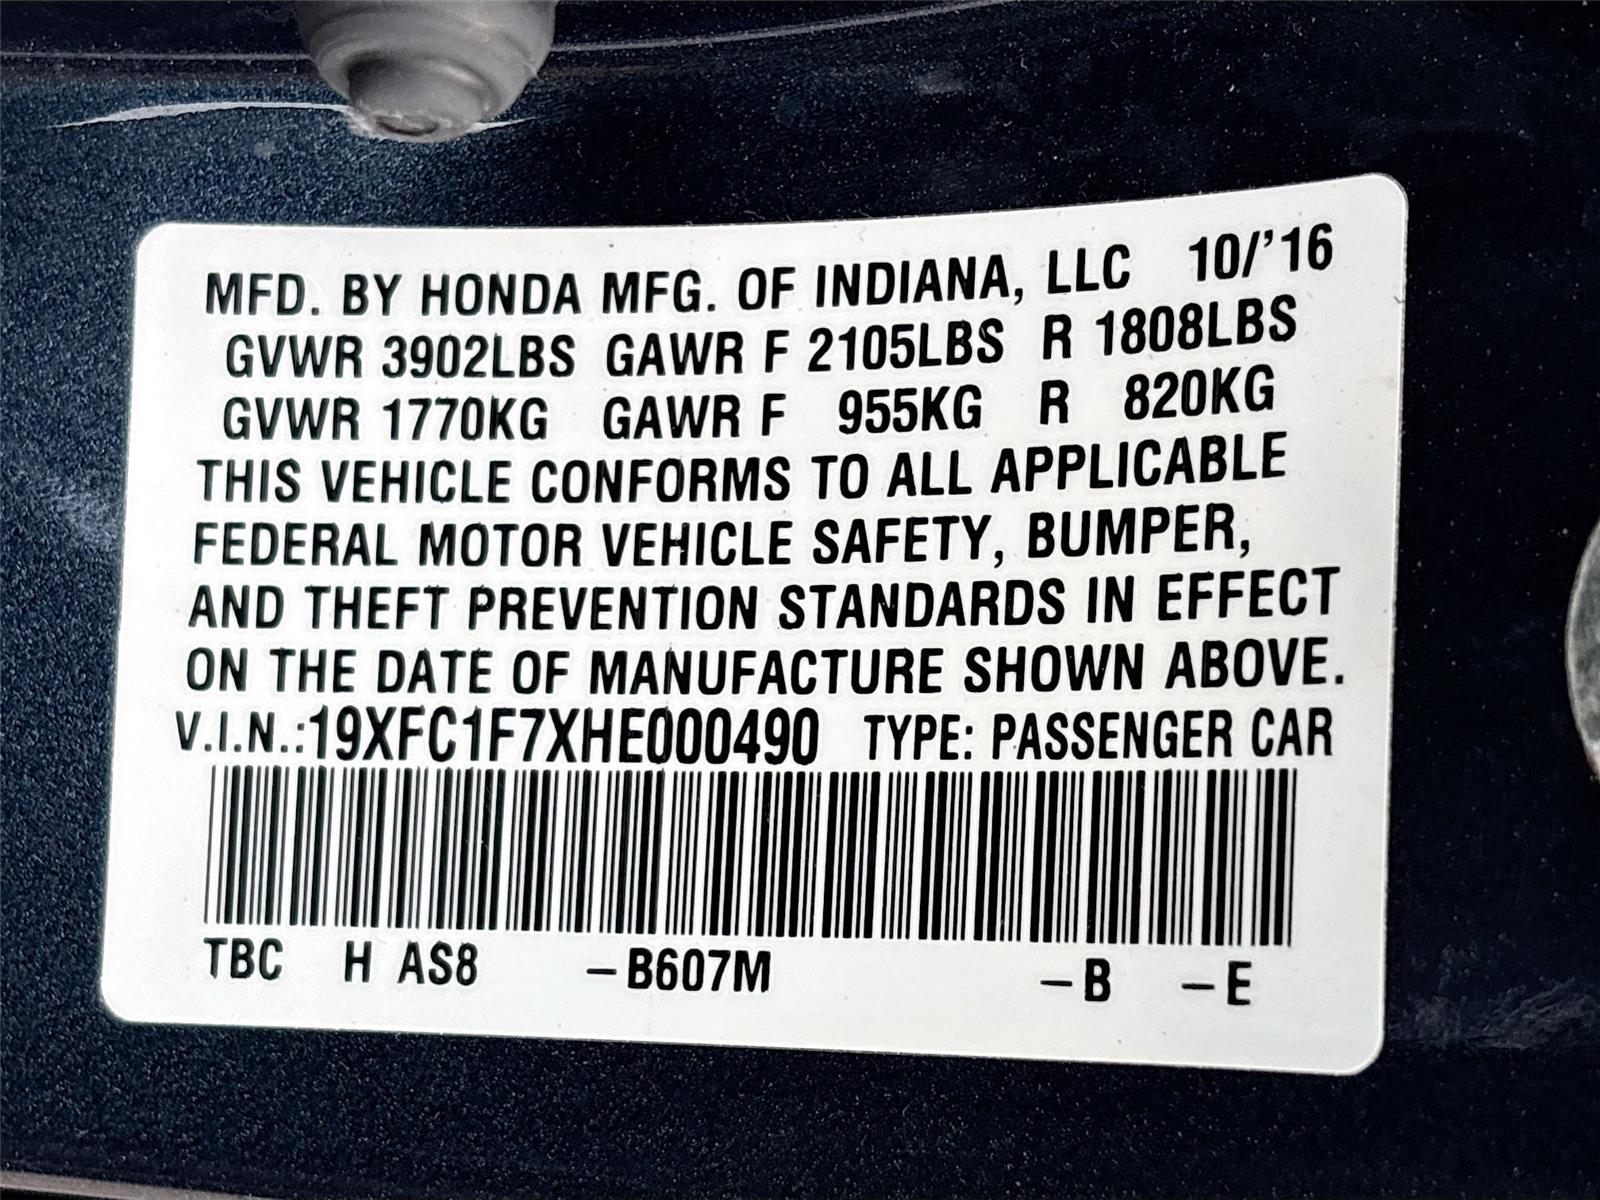 MFD. BY HONDA MFG. OF INDIANA, LLC 10/'16
GVWR 3902LBS GAWR F 2105LBS R 1808LBS
GVWR 1770KG GAWR F 955KG R 820KG
THIS VEHICLE CONFORMS TO ALL APPLICABLE
FEDERAL MOTOR VEHICLE SAFETY, BUMPER,
AND THEFT PREVENTION STANDARDS IN EFFECT
ON THE DATE OF MANUFACTURE SHOWN ABOVE.
V.I.N.:19XFC1F7XHE000490 TYPE: PASSENGER CAR
TBC H AS8 –B607M –B –E